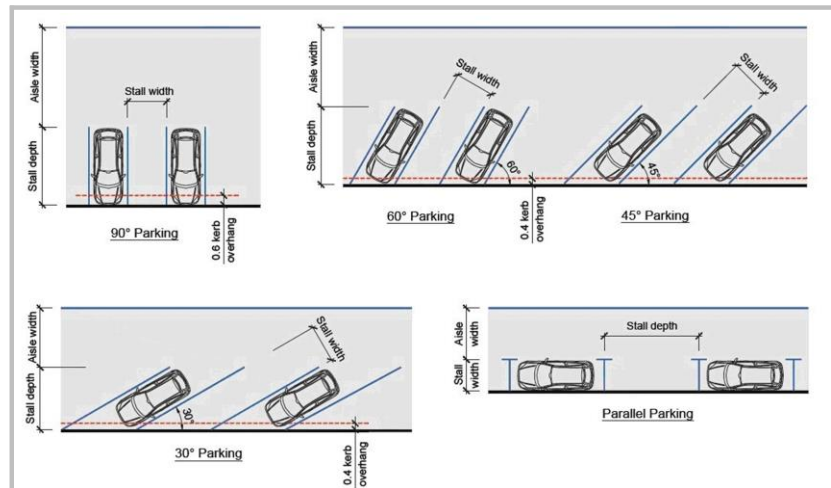 Aisle width
Stall width
Stall depth
90° Parking
0.6 kerb
overhang
Aisle width
Stall width
Stall width
Stall depth
60°
45°
60° Parking
0.4 kerb
overhang
45° Parking
Aisle width
Stall width
Stall depth
30°
30° Parking
0.4 kerb
overhang
Aisle
width
Stall depth
Stall
width
Parallel Parking